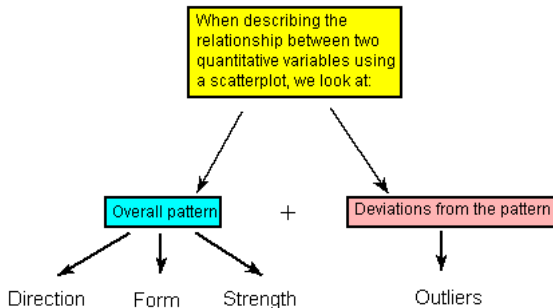 When describing the
relationship between two
quantitative variables using
a scatterplot, we look at:
Overall pattern
+
Deviations from the pattern
Direction
Form
Strength
Outliers